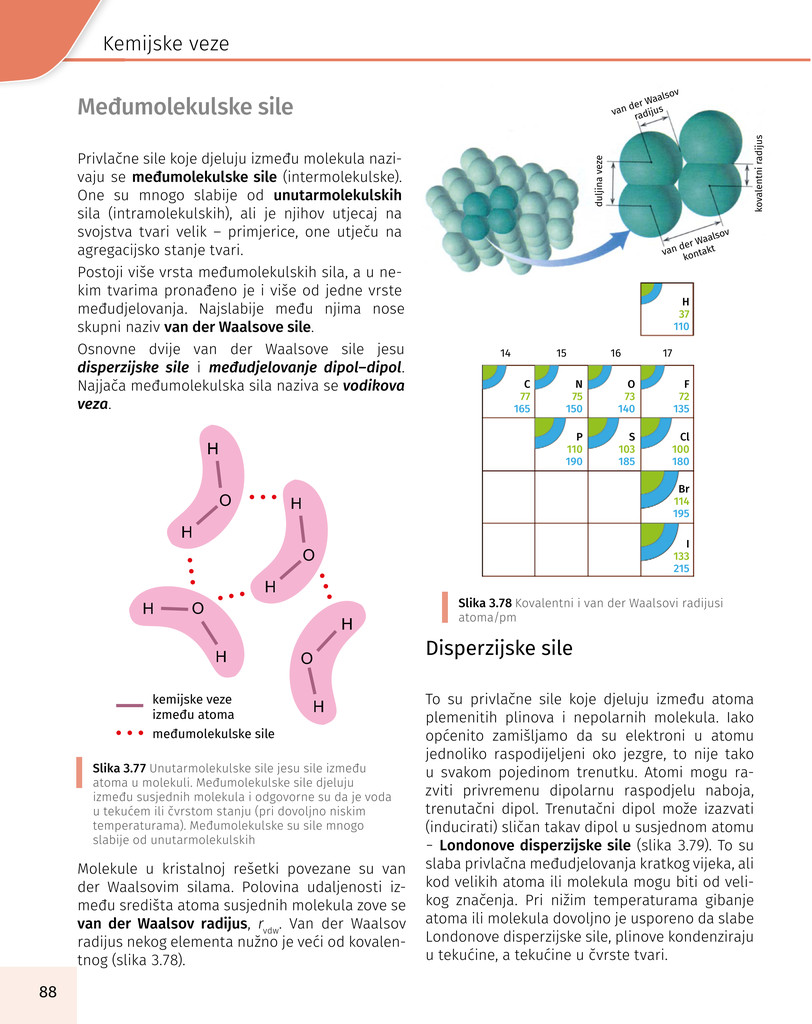 Kemijske veze
Međumolekulske sile
Privlačne sile koje djeluju između molekula nazi-
vaju se međumolekulske sile (intermolekulske).
One su mnogo slabije od unutarmolekulskih
sila (intramolekulskih), ali je njihov utjecaj na
svojstva tvari velik – primjerice, one utječu na
agregacijsko stanje tvari.
Postoji više vrsta međumolekulskih sila, a u ne-
kim tvarima pronađeno je i više od jedne vrste
međudjelovanja. Najslabije među njima nose
skupni naziv van der Waalsove sile.
Osnovne dvije van der Waalsove sile jesu
disperzijske sile i međudjelovanje dipol–dipol.
Najjača međumolekulska sila naziva se vodikova
veza.
H
O
H
H
O
H
H
O
H
H
O
H
kemijske veze
između atoma
međumolekulske sile
Slika 3.77 Unutarmolekulske sile jesu sile između
atoma u molekuli. Međumolekulske sile djeluju
između susjednih molekula i odgovorne su da je voda
u tekućem ili čvrstom stanju (pri dovoljno niskim
temperaturama). Međumolekulske su sile mnogo
slabije od unutarmolekulskih
Molekule u kristalnoj rešetki povezane su van
der Waalsovim silama. Polovina udaljenosti iz-
među središta atoma susjednih molekula zove se
van der Waalsov radijus, rvdw. Van der Waalsov
radijus nekog elementa nužno je veći od kovalen-
tnog (slika 3.78).
van der Waalsov
radijus
duljina veze
kovalentni radijus
van der Waalsov
kontakt
H
37
110
14 15 16 17
C N O F
77 75 73 72
165 150 140 135
P S Cl
110 103 100
190 185 180
Br
114
195
I
133
215
Slika 3.78 Kovalentni i van der Waalsovi radijusi
atoma/pm
Disperzijske sile
To su privlačne sile koje djeluju između atoma
plemenitih plinova i nepolarnih molekula. Iako
općenito zamišljamo da su elektroni u atomu
jednoliko raspodijeljeni oko jezgre, to nije tako
u svakom pojedinom trenutku. Atomi mogu ra-
zviti privremenu dipolarnu raspodjelu naboja,
trenutačni dipol. Trenutačni dipol može izazvati
(inducirati) sličan takav dipol u susjednom atomu
– Londonove disperzijske sile (slika 3.79). To su
slaba privlačna međudjelovanja kratkog vijeka, ali
kod velikih atoma ili molekula mogu biti od veli-
kog značenja. Pri nižim temperaturama gibanje
atoma ili molekula dovoljno je usporeno da slabe
Londonove disperzijske sile, plinove kondenziraju
u tekućine, a tekućine u čvrste tvari.
88